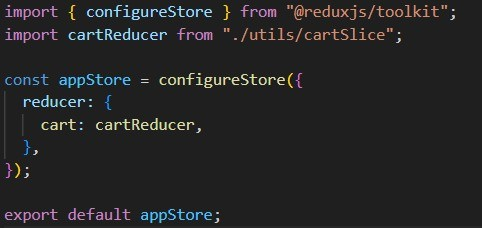 import { configureStore } from "@reduxjs/toolkit";
import cartReducer from "./utils/cartSlice";
const appStore = configureStore({
  reducer: {
    cart: cartReducer,
  },
});
export default appStore;